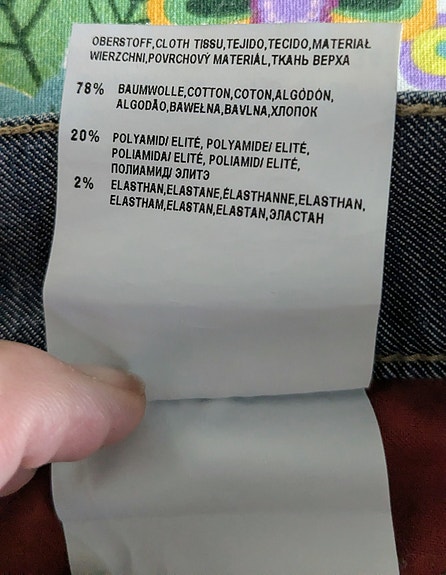 OBERSTOFF,CLOTH TISSU,TEJIDO,TECIDO,MATERIAŁ
WIERZCHNI,POVRCHOVÝ MATERIÁL,ТКАНЬ ВЕРХА
78% BAUMWOLLE,COTTON,COTON,ALGODÓN,
ALGODÃO,BAWEŁNA,BAVLNA,ХЛОПОК
20% POLYAMID/ ELITÉ, POLYAMIDE/ ELITÉ,
POLIAMIDA/ ELITÉ, POLIAMID/ ELITÉ,
ПОЛИАМИД/ ЭЛИТЭ
2% ELASTHAN,ELASTANE,ÉLASTHANNE,ELASTHAN,
ELASTHAM,ELASTAN,ELASTAN,ЭЛАСТАН